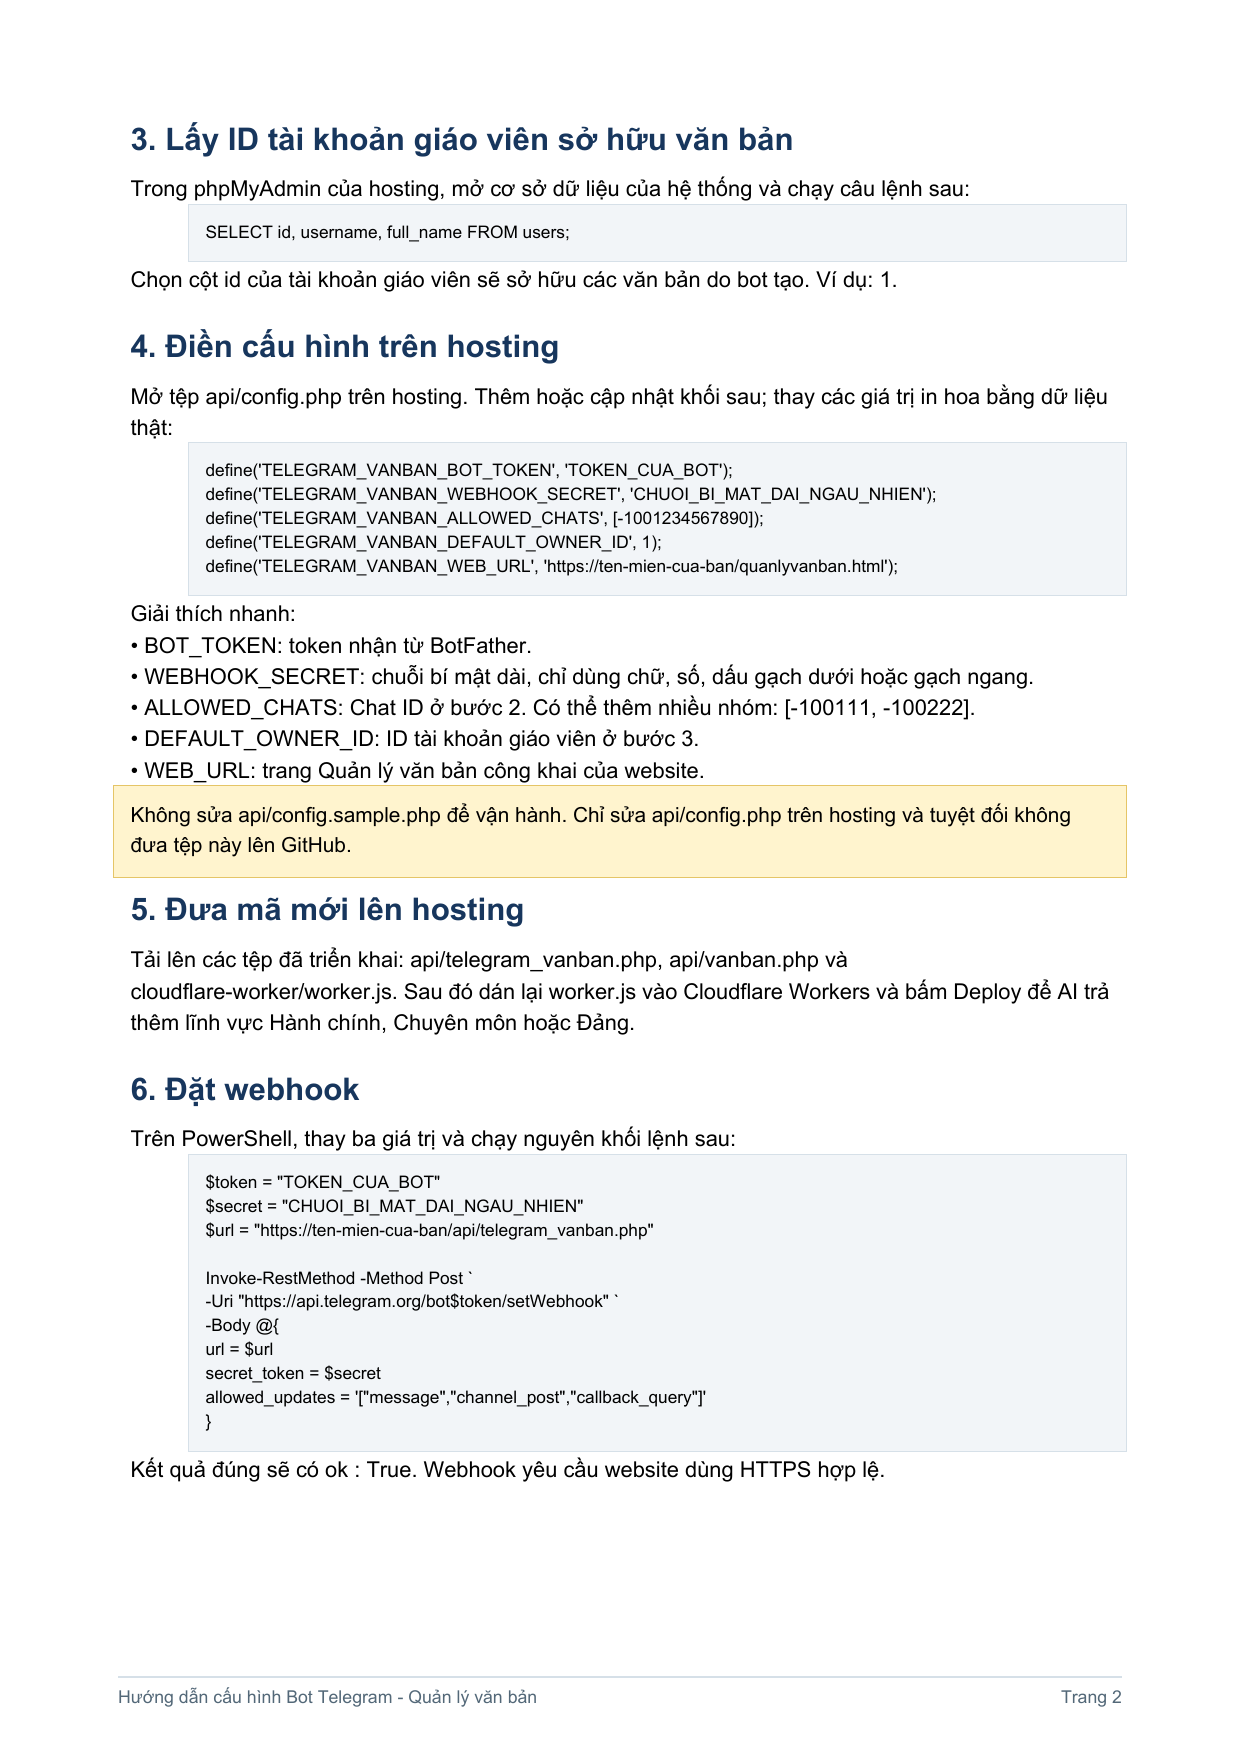 3. Lấy ID tài khoản giáo viên sở hữu văn bản
Trong phpMyAdmin của hosting, mở cơ sở dữ liệu của hệ thống và chạy câu lệnh sau:
SELECT id, username, full_name FROM users;
Chọn cột id của tài khoản giáo viên sẽ sở hữu các văn bản do bot tạo. Ví dụ: 1.
4. Điền cấu hình trên hosting
Mở tệp api/config.php trên hosting. Thêm hoặc cập nhật khối sau; thay các giá trị in hoa bằng dữ liệu
thật:
define('TELEGRAM_VANBAN_BOT_TOKEN', 'TOKEN_CUA_BOT');
define('TELEGRAM_VANBAN_WEBHOOK_SECRET', 'CHUOI_BI_MAT_DAI_NGAU_NHIEN');
define('TELEGRAM_VANBAN_ALLOWED_CHATS', [-1001234567890]);
define('TELEGRAM_VANBAN_DEFAULT_OWNER_ID', 1);
define('TELEGRAM_VANBAN_WEB_URL', 'https://ten-mien-cua-ban/quanlyvanban.html');
Giải thích nhanh:
• BOT_TOKEN: token nhận từ BotFather.
• WEBHOOK_SECRET: chuỗi bí mật dài, chỉ dùng chữ, số, dấu gạch dưới hoặc gạch ngang.
• ALLOWED_CHATS: Chat ID ở bước 2. Có thể thêm nhiều nhóm: [-100111, -100222].
• DEFAULT_OWNER_ID: ID tài khoản giáo viên ở bước 3.
• WEB_URL: trang Quản lý văn bản công khai của website.
Không sửa api/config.sample.php để vận hành. Chỉ sửa api/config.php trên hosting và tuyệt đối không
đưa tệp này lên GitHub.
5. Đưa mã mới lên hosting
Tải lên các tệp đã triển khai: api/telegram_vanban.php, api/vanban.php và
cloudflare-worker/worker.js. Sau đó dán lại worker.js vào Cloudflare Workers và bấm Deploy để AI trả
thêm lĩnh vực Hành chính, Chuyên môn hoặc Đảng.
6. Đặt webhook
Trên PowerShell, thay ba giá trị và chạy nguyên khối lệnh sau:
$token = "TOKEN_CUA_BOT"
$secret = "CHUOI_BI_MAT_DAI_NGAU_NHIEN"
$url = "https://ten-mien-cua-ban/api/telegram_vanban.php"
Invoke-RestMethod -Method Post `
-Uri "https://api.telegram.org/bot$token/setWebhook" `
-Body @{
url = $url
secret_token = $secret
allowed_updates = '["message","channel_post","callback_query"]'
}
Kết quả đúng sẽ có ok : True. Webhook yêu cầu website dùng HTTPS hợp lệ.
Hướng dẫn cấu hình Bot Telegram - Quản lý văn bản
Trang 2